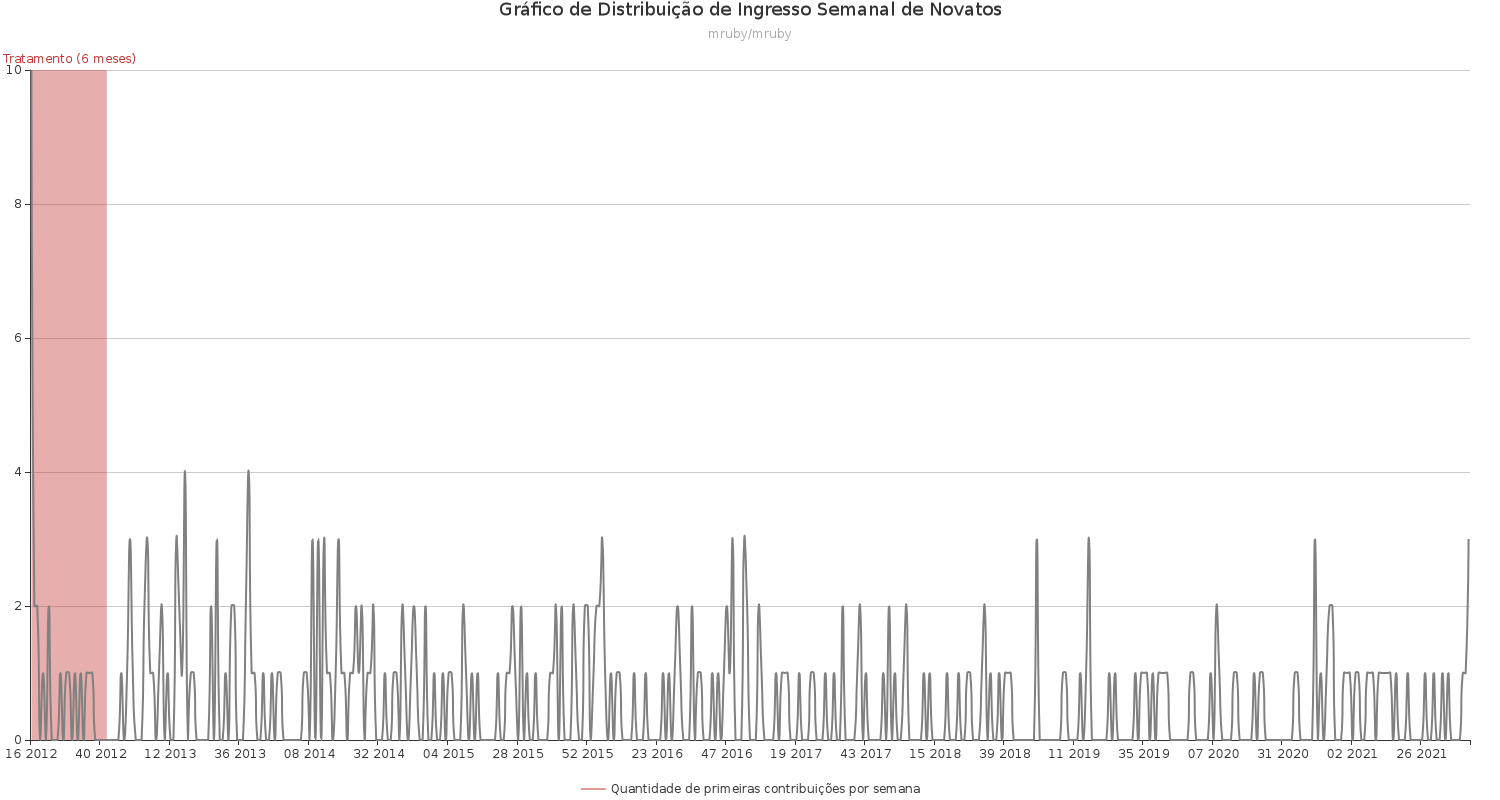 Gráfico de Distribuição de Ingresso Semanal de Novatos
mruby/mruby
Tratamento (6 meses)
10
8
6
4
2
0
16 2012 40 2012 12 2013 36 2013 08 2014 32 2014 04 2015 28 2015 52 2015 23 2016 47 2016 19 2017 43 2017 15 2018 39 2018 11 2019 35 2019 07 2020 31 2020 02 2021 26 2021
Quantidade de primeiras contribuições por semana